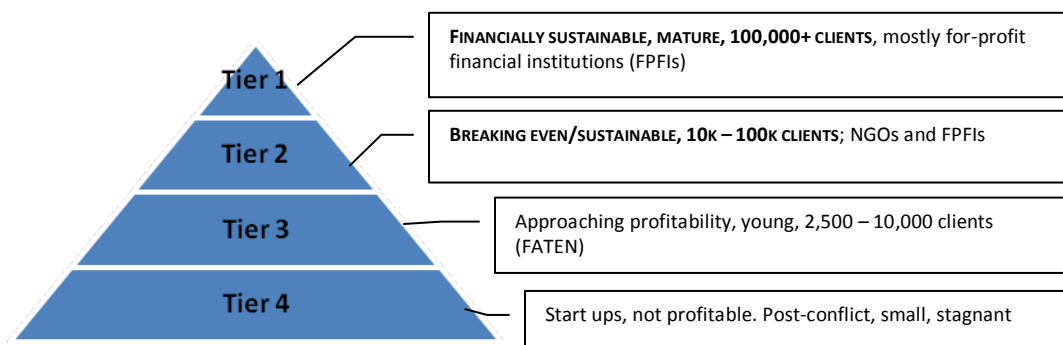 Tier 1
FINANCIALLY SUSTAINABLE, MATURE, 100,000+ CLIENTS, mostly for-profit
financial institutions (FPFIs)
Tier 2
BREAKING EVEN/SUSTAINABLE, 10K – 100K CLIENTS; NGOs and FPFIs
Tier 3
Approaching profitability, young, 2,500 – 10,000 clients
(FATEN)
Tier 4
Start ups, not profitable. Post-conflict, small, stagnant